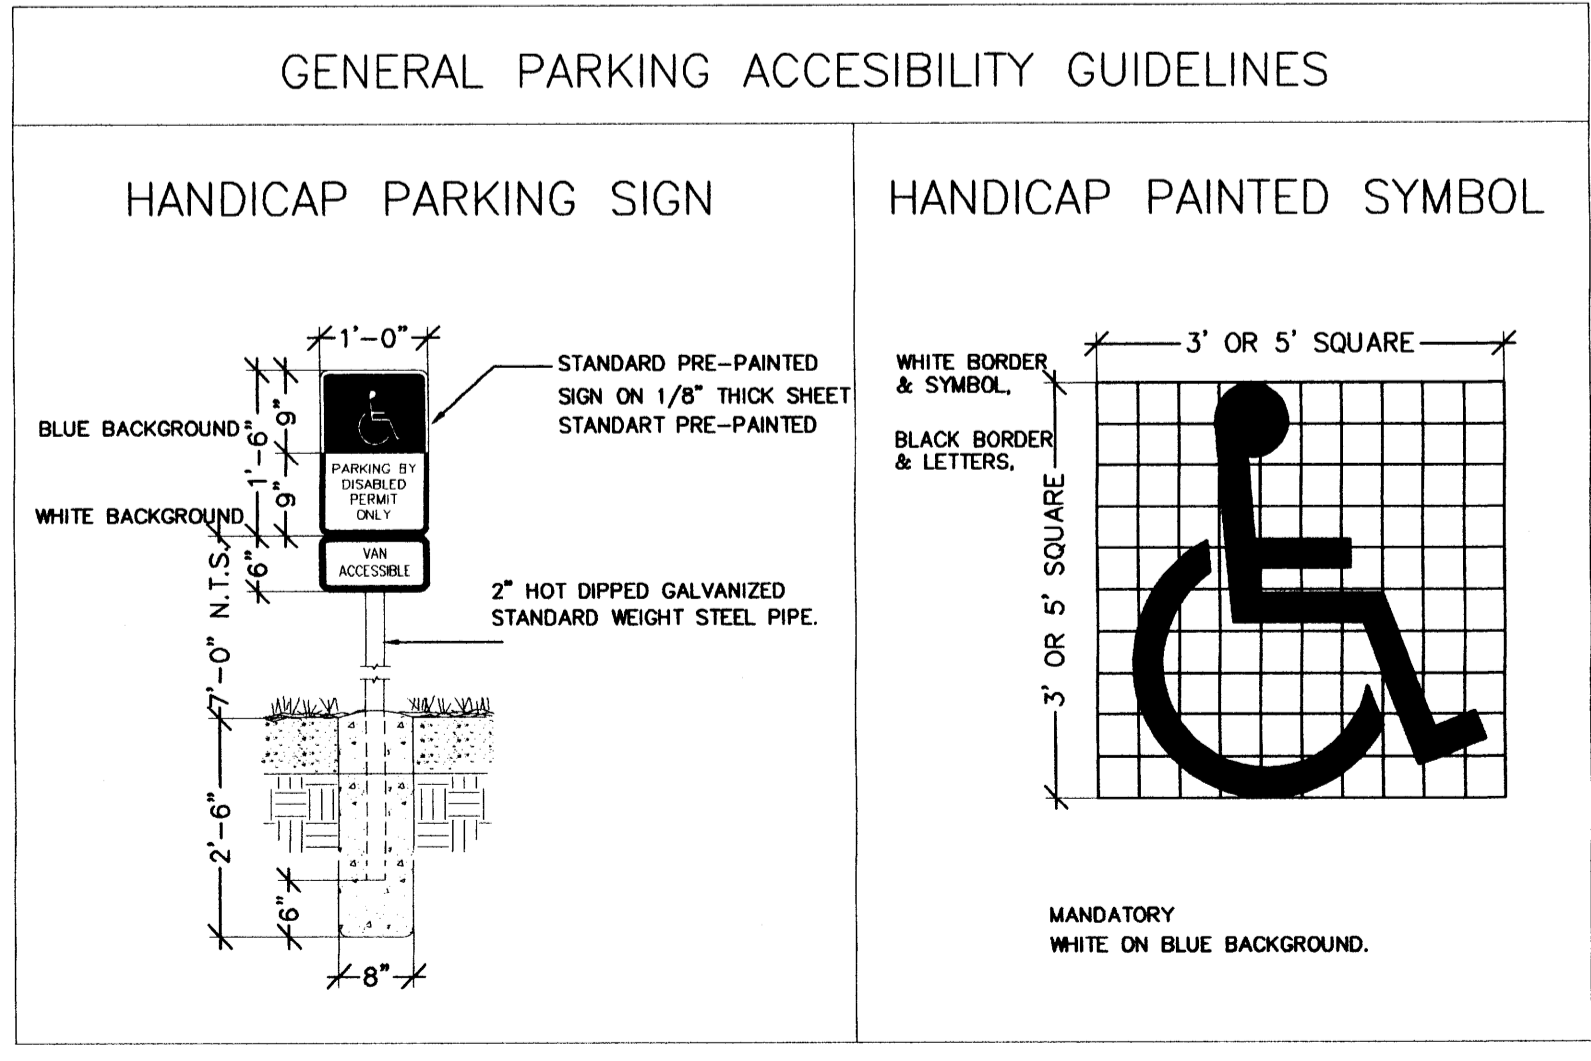 GENERAL PARKING ACCESIBILITY GUIDELINES
HANDICAP PARKING SIGN
1'-0"
STANDARD PRE-PAINTED
SIGN ON 1/8" THICK SHEET
STANDART PRE-PAINTED
BLUE BACKGROUND
1'-6"
9"
9"
WHITE BACKGROUND
PARKING BY
DISABLED
PERMIT
ONLY
VAN
ACCESSIBLE
6"
7'-0" N.T.S.
2" HOT DIPPED GALVANIZED
STANDARD WEIGHT STEEL PIPE.
2'-6"
6"
8"
HANDICAP PAINTED SYMBOL
3' OR 5' SQUARE
WHITE BORDER
& SYMBOL,
BLACK BORDER
& LETTERS,
3' OR 5' SQUARE
MANDATORY
WHITE ON BLUE BACKGROUND.